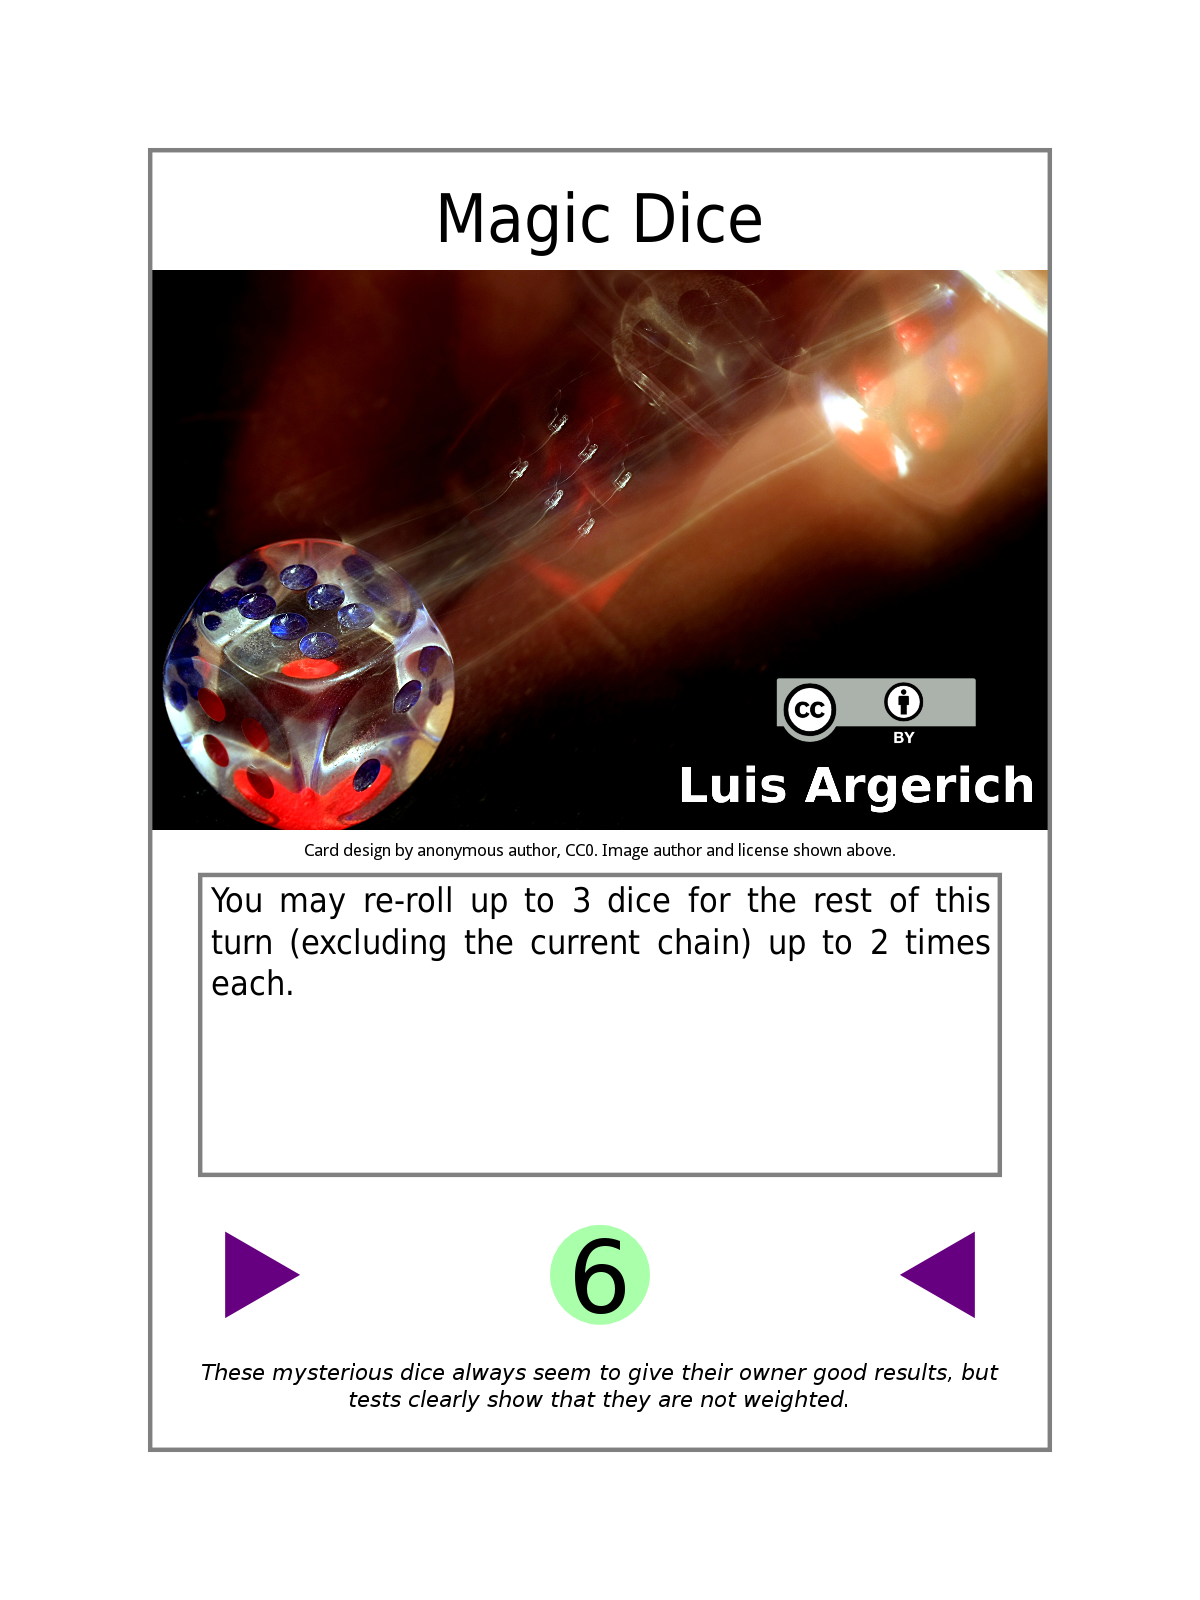 Magic Dice
cc
BY
Luis Argerich
Card design by anonymous author, CC0. Image author and license shown above.
You may re-roll up to 3 dice for the rest of this
turn (excluding the current chain) up to 2 times
each.
6
These mysterious dice always seem to give their owner good results, but
tests clearly show that they are not weighted.